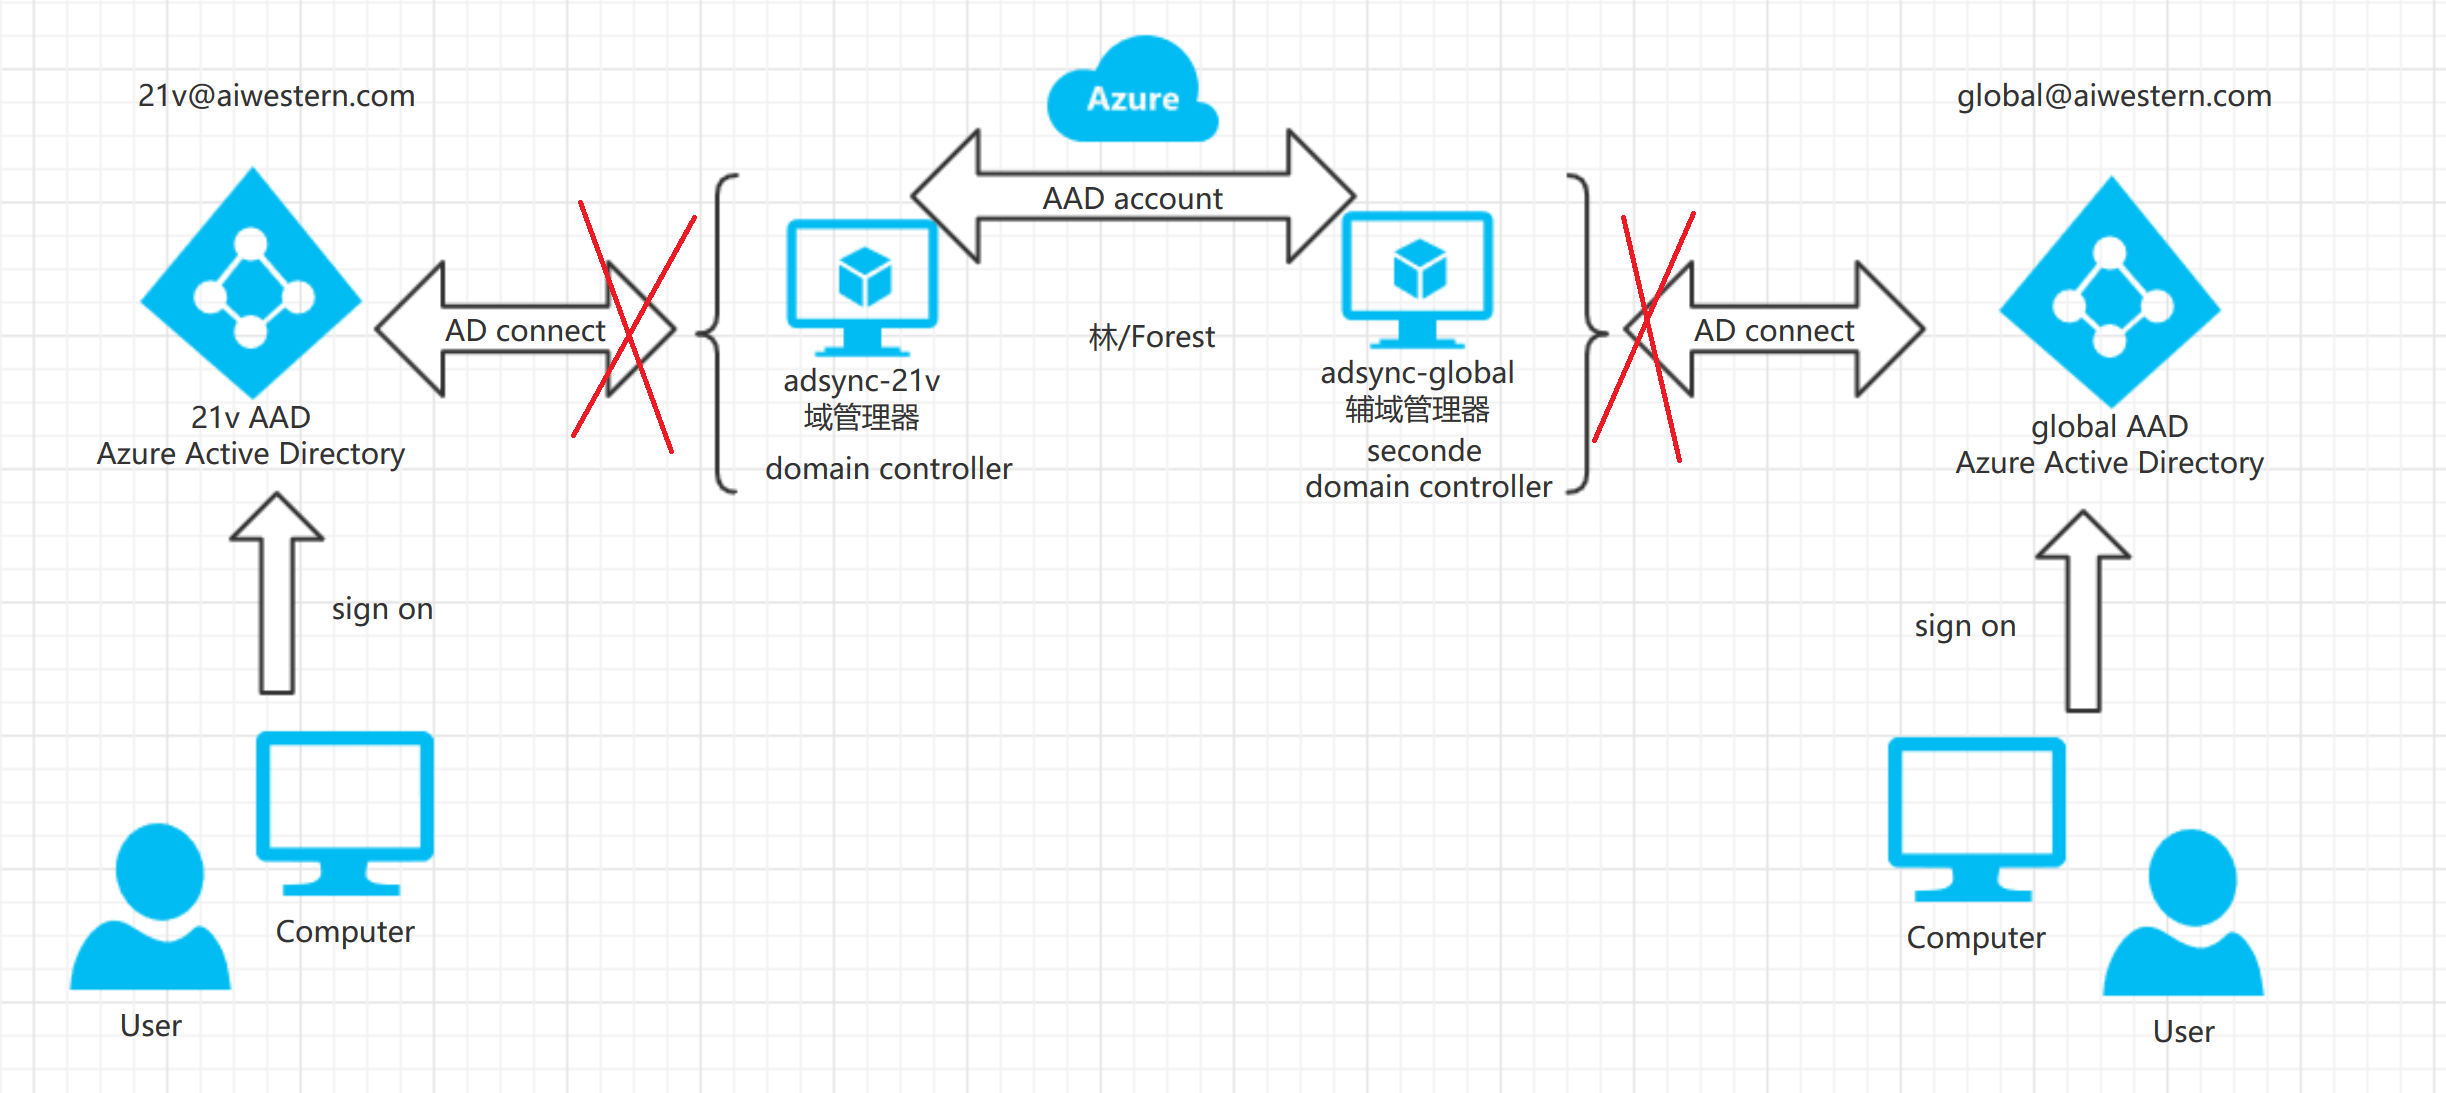 21v@aiwestern.com
Azure
global@aiwestern.com
AAD account
AD connect
林/Forest
AD connect
adsync-21v
域管理器
domain controller
adsync-global
辅域管理器
seconde
domain controller
21v AAD
Azure Active Directory
global AAD
Azure Active Directory
sign on
sign on
Computer
User
Computer
User